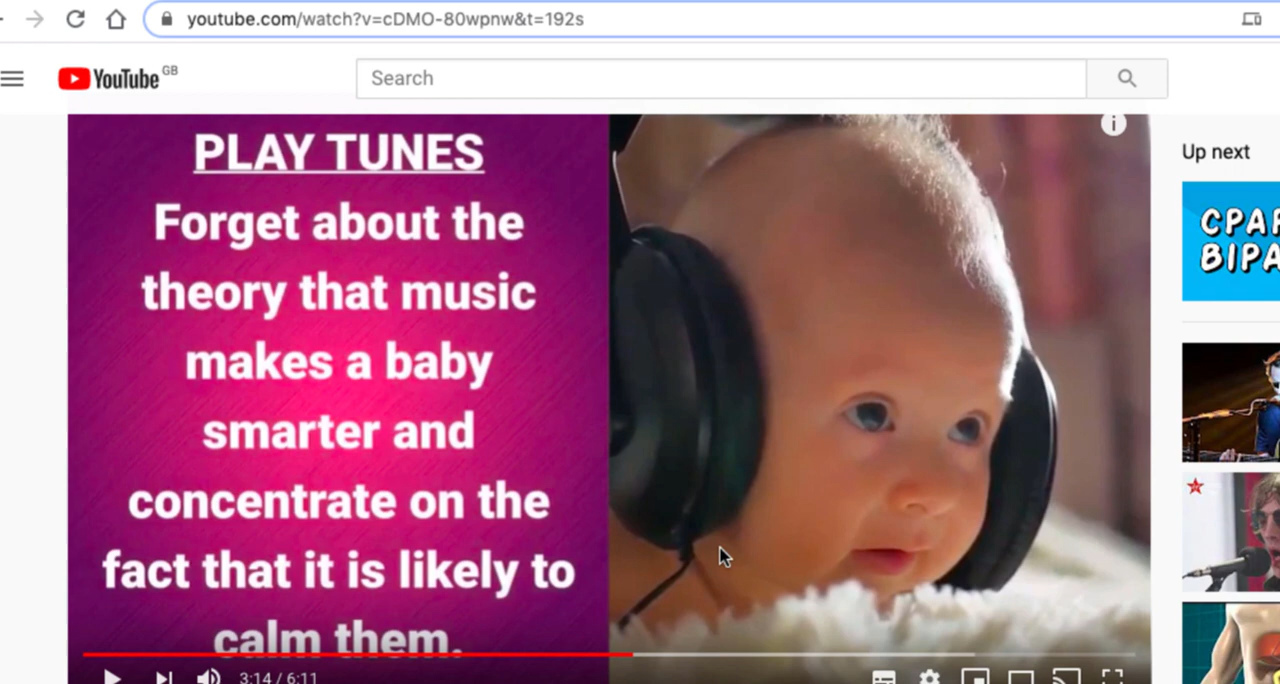 youtube.com/watch?v=cDMO-80wpnw&t=192s
YouTube GB
Search
PLAY TUNES
Forget about the
theory that music
makes a baby
smarter and
concentrate on the
fact that it is likely to
calm them.
3:14 / 6:11
Up next
CPAP
BIPA